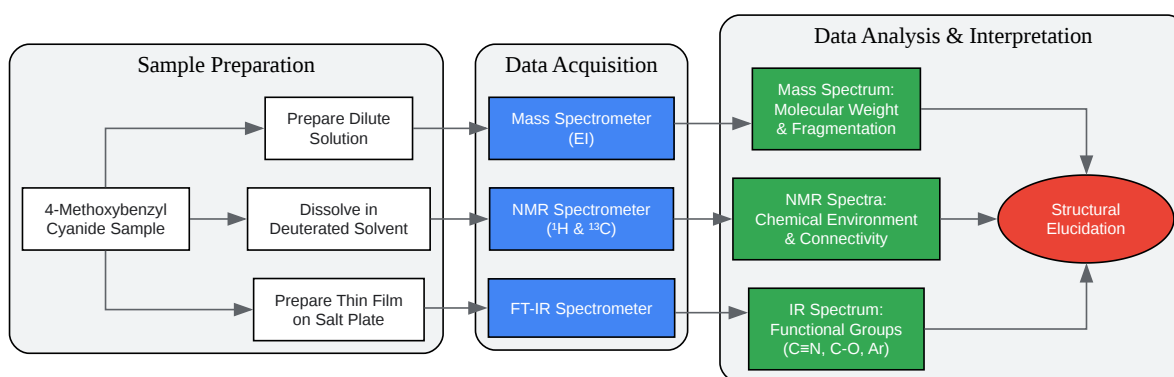 Sample Preparation
4-Methoxybenzyl
Cyanide Sample
Prepare Dilute
Solution
Dissolve in
Deuterated Solvent
Prepare Thin Film
on Salt Plate
Data Acquisition
Mass Spectrometer
(EI)
NMR Spectrometer
(¹H & ¹³C)
FT-IR Spectrometer
Data Analysis & Interpretation
Mass Spectrum:
Molecular Weight
& Fragmentation
NMR Spectra:
Chemical Environment
& Connectivity
IR Spectrum:
Functional Groups
(C≡N, C-O, Ar)
Structural
Elucidation